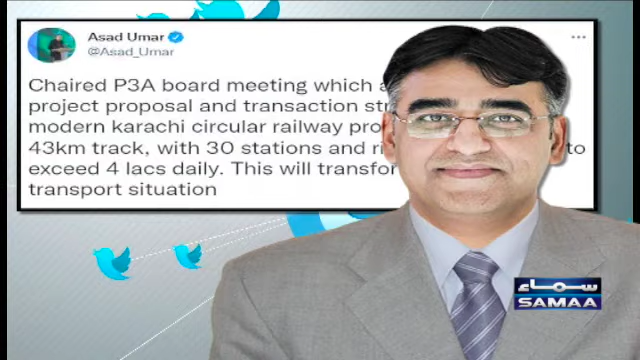 Asad Umar
@Asad_Umar
Chaired P3A board meeting which a
project proposal and transaction str
modern karachi circular railway pro
43km track, with 30 stations and ri to
exceed 4 lacs daily. This will transfor
transport situation
سماء
SAMAA